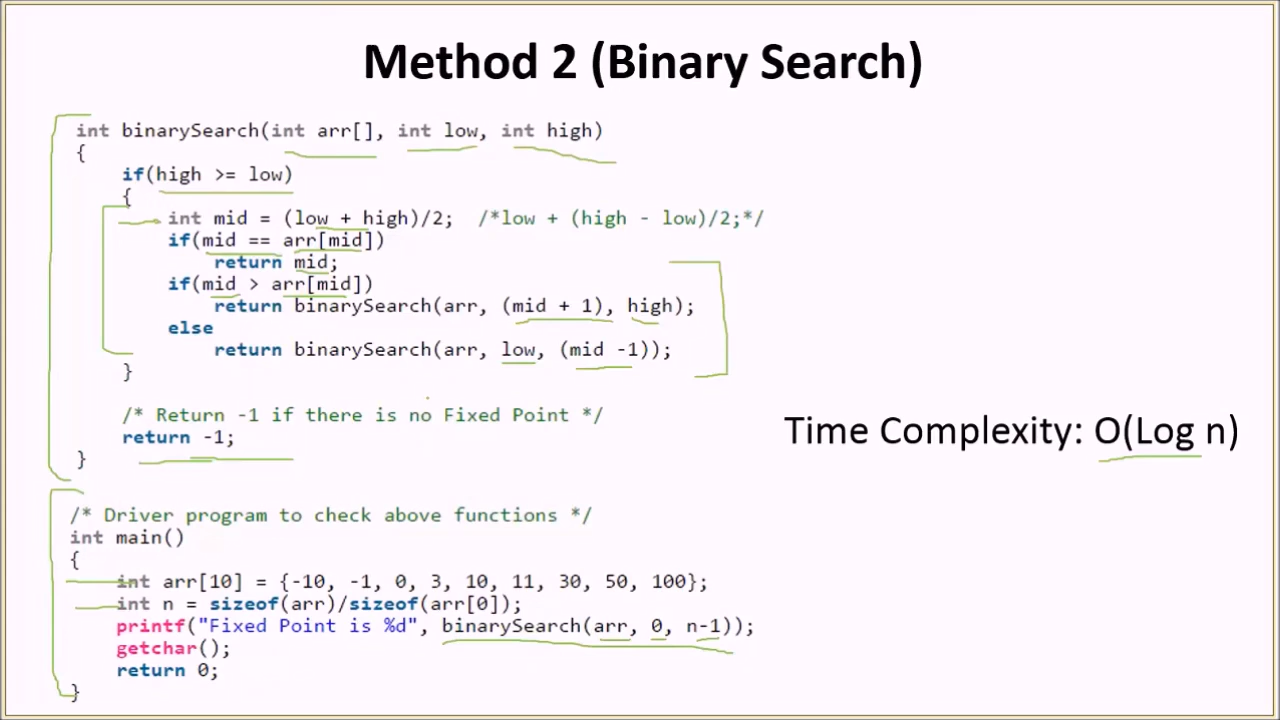 Method 2 (Binary Search)
int binarySearch(int arr[], int low, int high)
{
if(high >= low)
{
int mid = (low + high)/2; /*low + (high - low)/2;*/
if(mid == arr[mid])
return mid;
if(mid > arr[mid])
return binarySearch(arr, (mid + 1), high);
else
return binarySearch(arr, low, (mid -1));
}
/* Return -1 if there is no Fixed Point */
return -1;
}
Time Complexity: O(Log n)
/* Driver program to check above functions */
int main()
{
int arr[10] = {-10, -1, 0, 3, 10, 11, 30, 50, 100};
int n = sizeof(arr)/sizeof(arr[0]);
printf("Fixed Point is %d", binarySearch(arr, 0, n-1));
getchar();
return 0;
}